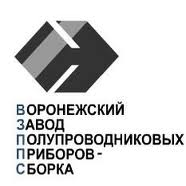 ВОРОНЕЖСКИЙ
ЗАВОД
ПОЛУПРОВОДНИКОВЫХ
ПРИБОРОВ-
СБОРКА